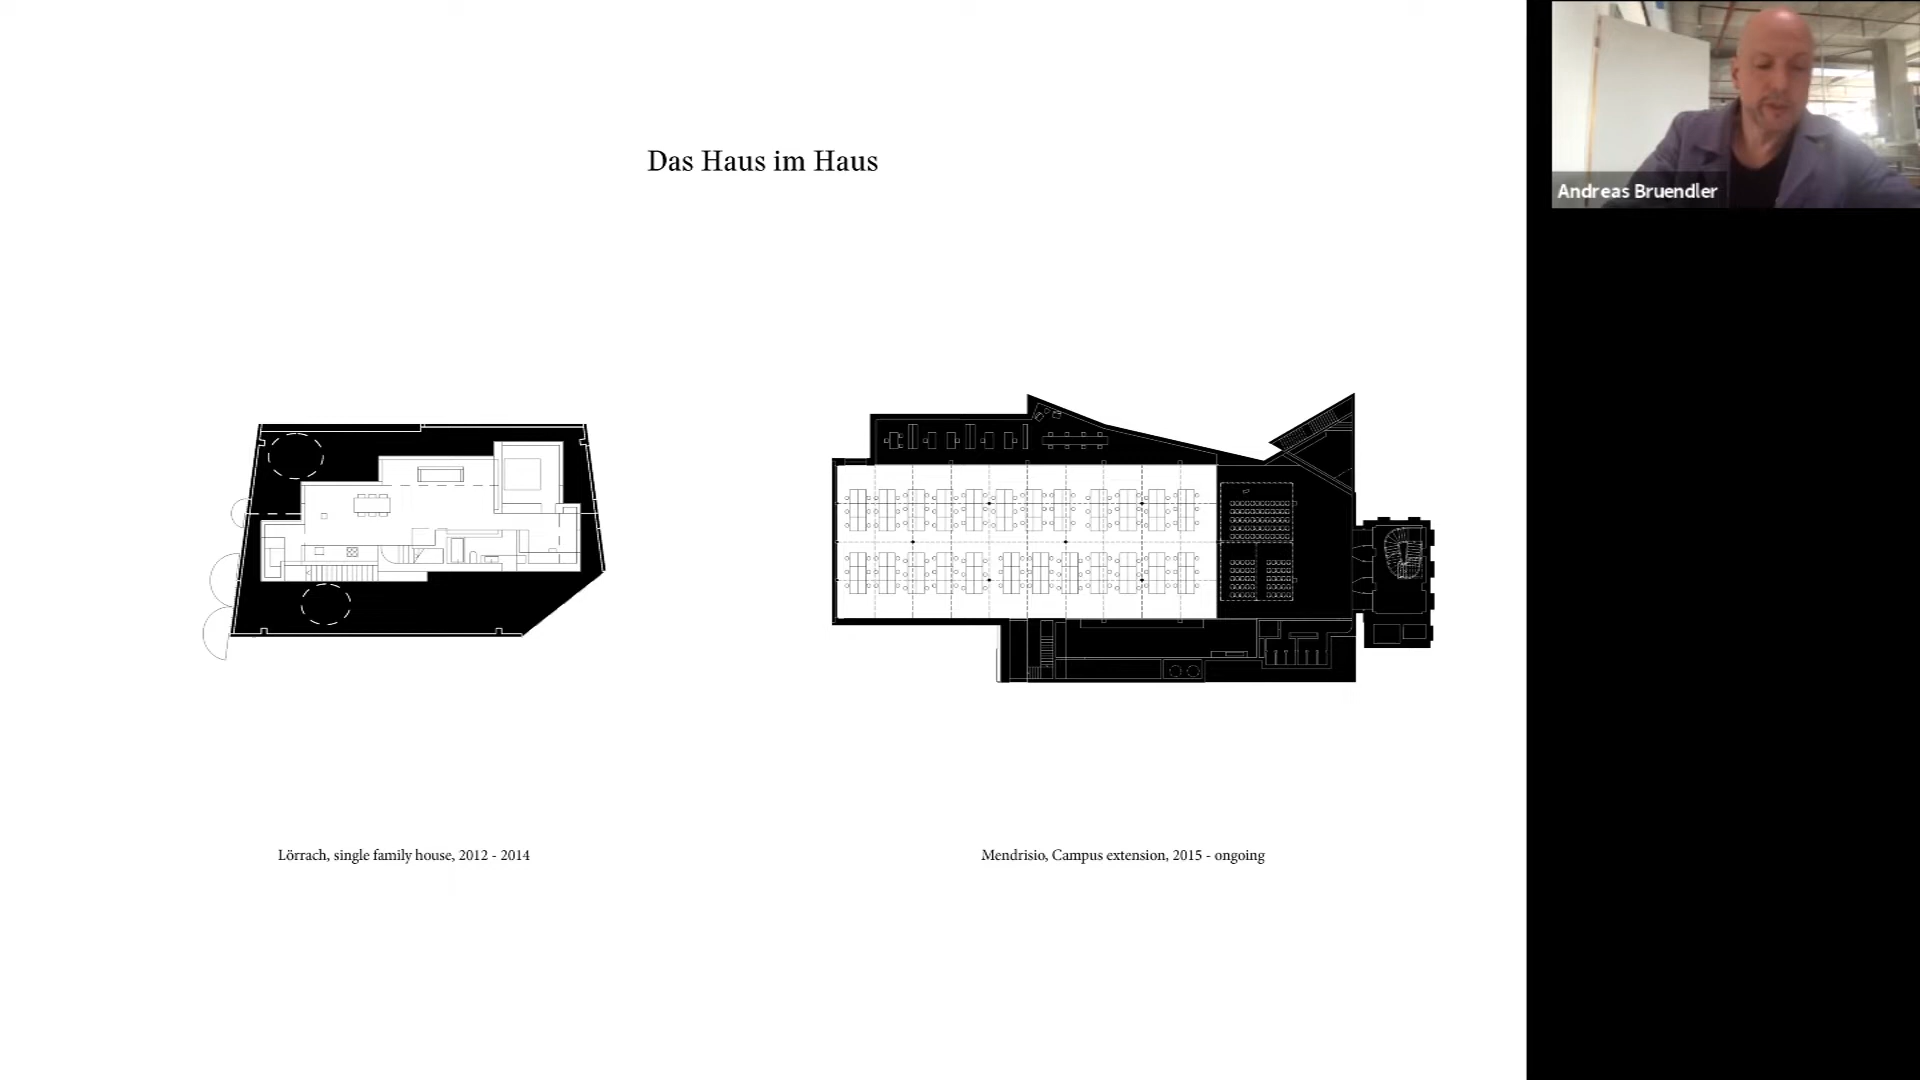 Das Haus im Haus
Andreas Bruendler
Lörrach, single family house, 2012 - 2014
Mendrisio, Campus extension, 2015 - ongoing